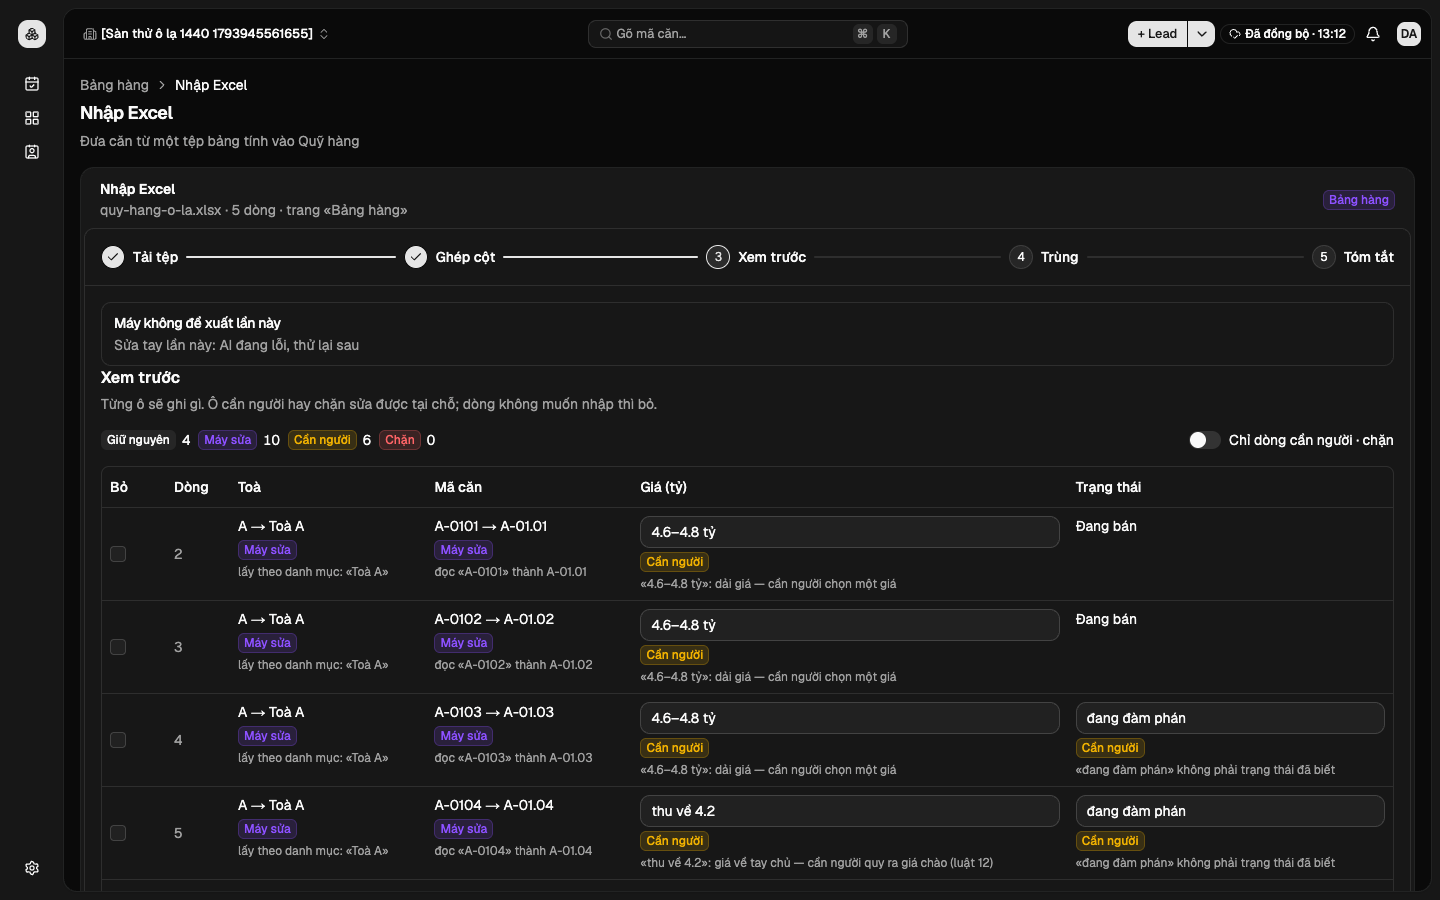 [Sàn thử ô lạ 1440 1793945561655]
Gõ mã căn...
⌘ K
+ Lead
Đã đồng bộ · 13:12
DA
Bảng hàng > Nhập Excel
Nhập Excel
Đưa căn từ một tệp bảng tính vào Quỹ hàng
Nhập Excel
quy-hang-o-la.xlsx · 5 dòng · trang «Bảng hàng»
Bảng hàng
Tải tệp
Ghép cột
3 Xem trước
4 Trùng
5 Tóm tắt
Máy không đề xuất lần này
Sửa tay lần này: AI đang lỗi, thử lại sau
Xem trước
Từng ô sẽ ghi gì. Ô cần người hay chặn sửa được tại chỗ; dòng không muốn nhập thì bỏ.
Giữ nguyên 4 Máy sửa 10 Cần người 6 Chặn 0
Chỉ dòng cần người · chặn
Bỏ Dòng Toà Mã căn Giá (tỷ) Trạng thái
A → Toà A A-0101 → A-01.01 4.6–4.8 tỷ Đang bán
2 Máy sửa Máy sửa Cần người
lấy theo danh mục: «Toà A» đọc «A-0101» thành A-01.01 «4.6–4.8 tỷ»: dải giá — cần người chọn một giá
A → Toà A A-0102 → A-01.02 4.6–4.8 tỷ Đang bán
3 Máy sửa Máy sửa Cần người
lấy theo danh mục: «Toà A» đọc «A-0102» thành A-01.02 «4.6–4.8 tỷ»: dải giá — cần người chọn một giá
A → Toà A A-0103 → A-01.03 4.6–4.8 tỷ đang đàm phán
4 Máy sửa Máy sửa Cần người Cần người
lấy theo danh mục: «Toà A» đọc «A-0103» thành A-01.03 «4.6–4.8 tỷ»: dải giá — cần người chọn một giá «đang đàm phán» không phải trạng thái đã biết
A → Toà A A-0104 → A-01.04 thu về 4.2 đang đàm phán
5 Máy sửa Máy sửa Cần người Cần người
lấy theo danh mục: «Toà A» đọc «A-0104» thành A-01.04 «thu về 4.2»: giá về tay chủ — cần người quy ra giá chào (luật 12) «đang đàm phán» không phải trạng thái đã biết